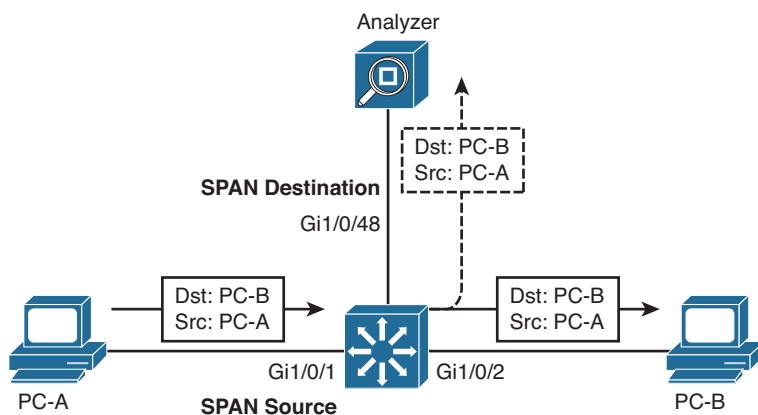 Analyzer
Dst: PC-B
Src: PC-A
SPAN Destination
Gi1/0/48
Dst: PC-B
Src: PC-A
Dst: PC-B
Src: PC-A
Gi1/0/1
Gi1/0/2
PC-A
SPAN Source
PC-B